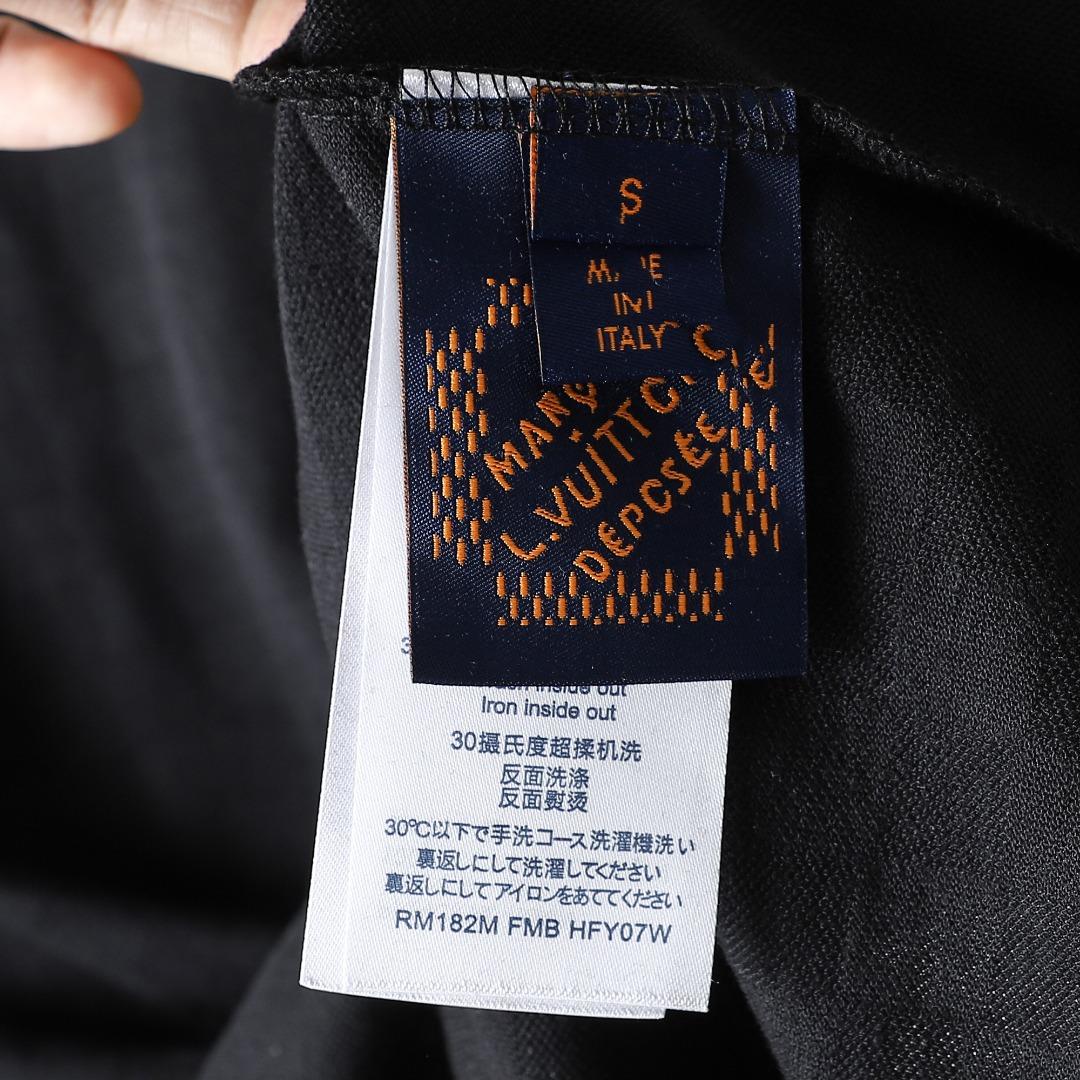 S
IN
ITALY
L.VUITTO
DEPOSÉE
Iron inside out
30摄氏度超揉机洗
反面洗涤
反面熨烫
30℃以下で手洗コース洗濯機洗い
裏返しにして洗濯してください
裏返しにしてアイロンをあててください
RM182M FMB HFY07W